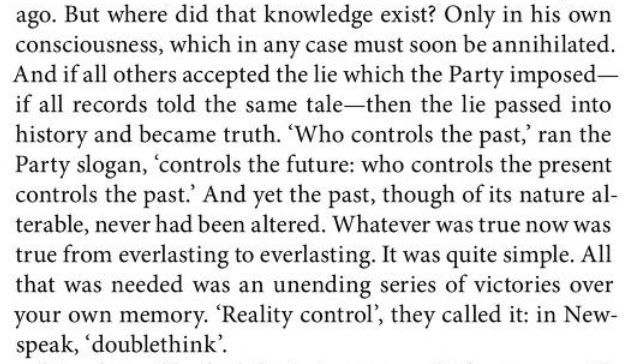 ago. But where did that knowledge exist? Only in his own
consciousness, which in any case must soon be annihilated.
And if all others accepted the lie which the Party imposed—
if all records told the same tale—then the lie passed into
history and became truth. ‘Who controls the past,’ ran the
Party slogan, ‘controls the future: who controls the present
controls the past.’ And yet the past, though of its nature al-
terable, never had been altered. Whatever was true now was
true from everlasting to everlasting. It was quite simple. All
that was needed was an unending series of victories over
your own memory. ‘Reality control’, they called it: in New-
speak, ‘doublethink’.